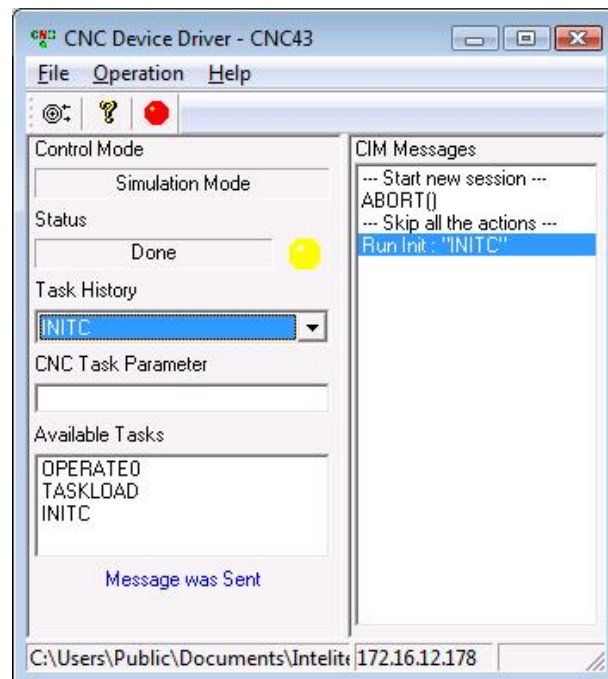 CNC Device Driver - CNC43
File Operation Help
Control Mode
Simulation Mode
Status
Done
Task History
INITC
CNC Task Parameter
Available Tasks
OPERATE0
TASKLOAD
INITC
Message was Sent
CIM Messages
--- Start new session ---
ABORT()
--- Skip all the actions ---
Run Init : "INITC"
C:\Users\Public\Documents\Intelite 172.16.12.178